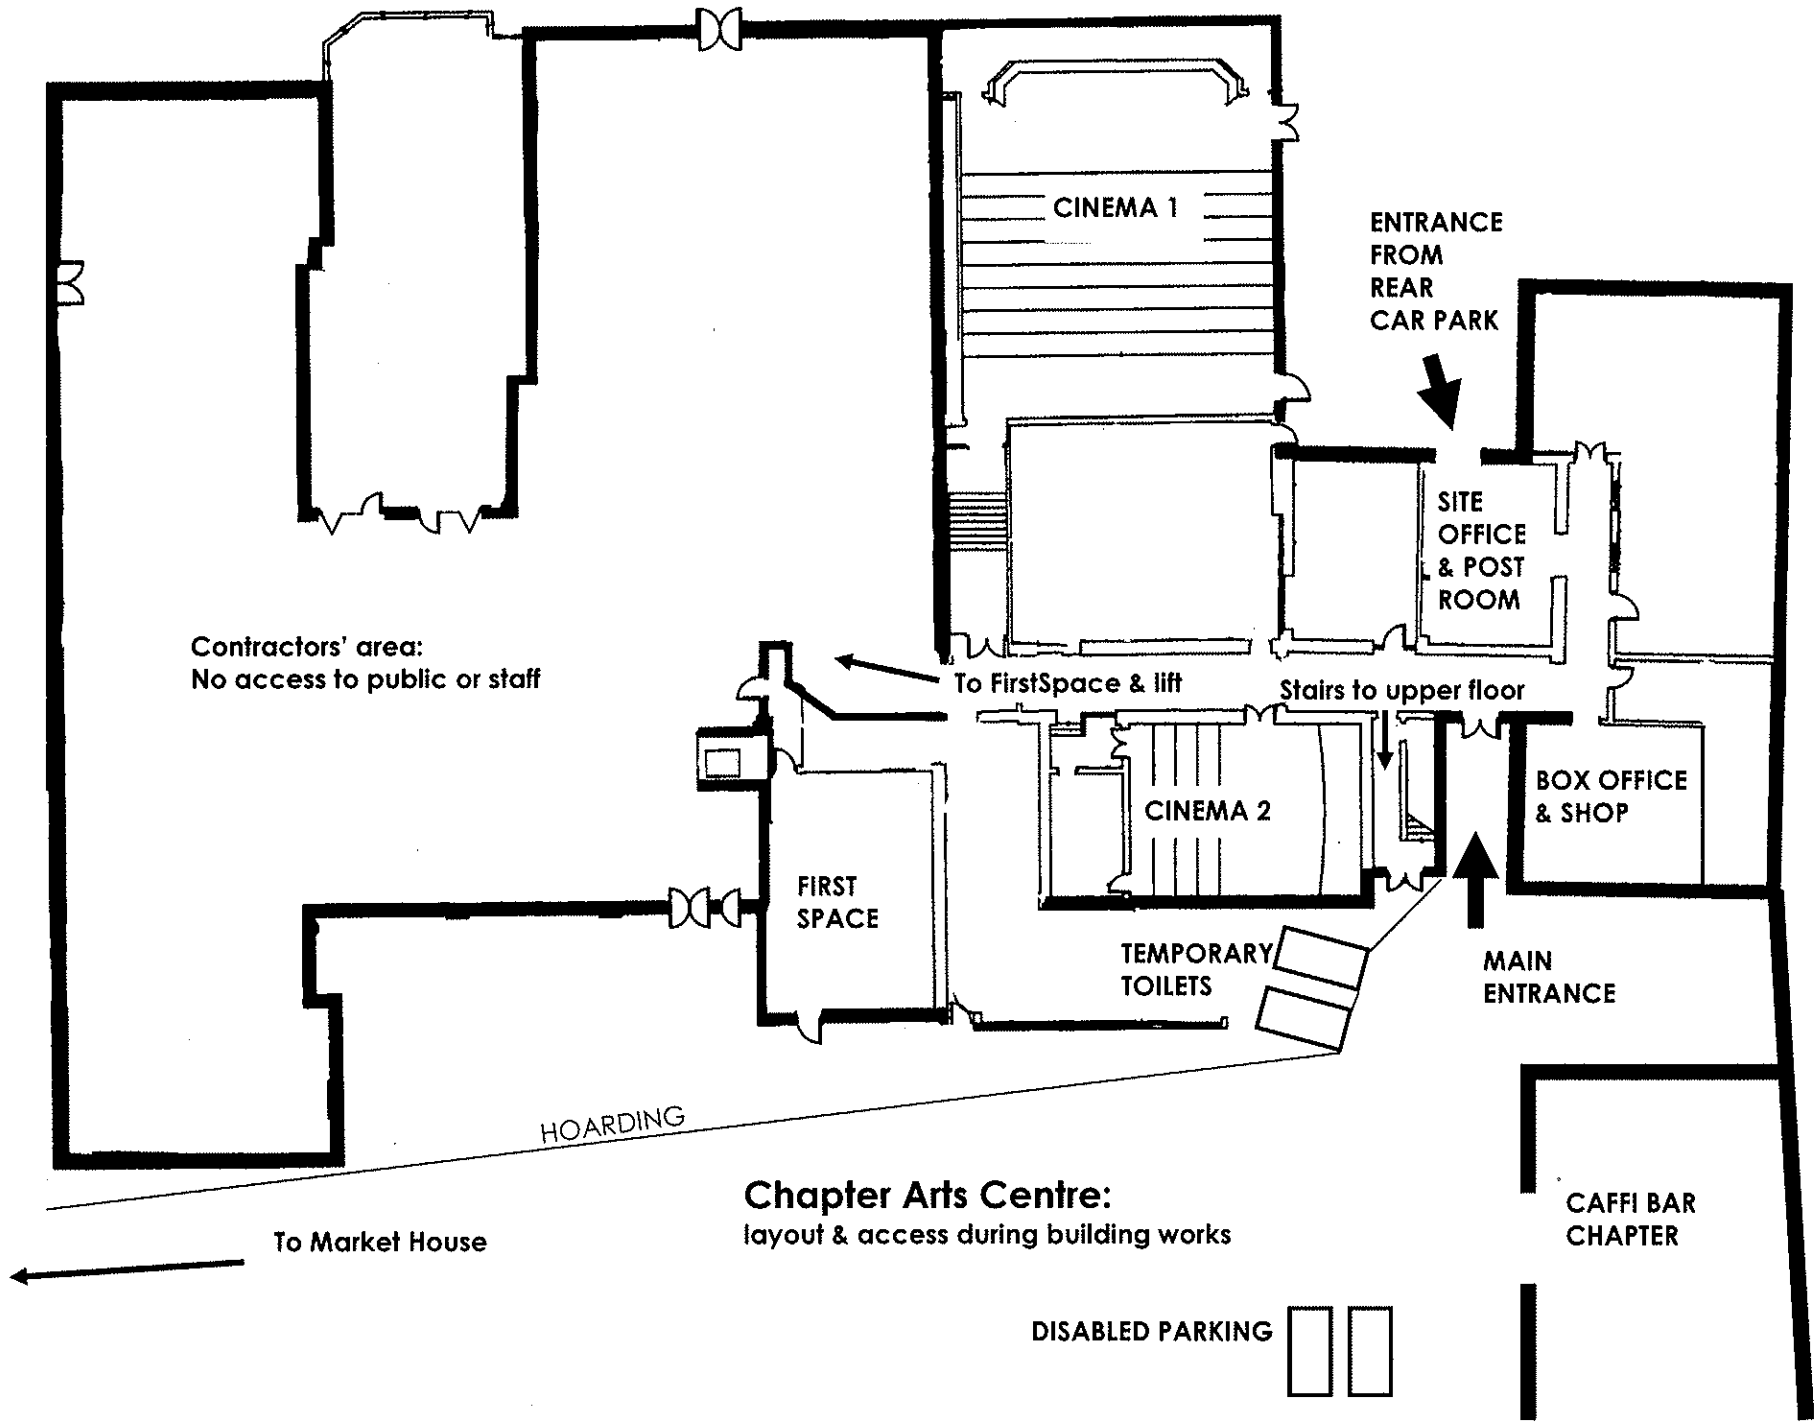 CINEMA 1
ENTRANCE
FROM
REAR
CAR PARK
SITE
OFFICE
& POST
ROOM
Contractors' area:
No access to public or staff
To FirstSpace & lift
Stairs to upper floor
CINEMA 2
BOX OFFICE
& SHOP
FIRST
SPACE
TEMPORARY
TOILETS
MAIN
ENTRANCE
HOARDING
Chapter Arts Centre:
layout & access during building works
To Market House
CAFFI BAR
CHAPTER
DISABLED PARKING